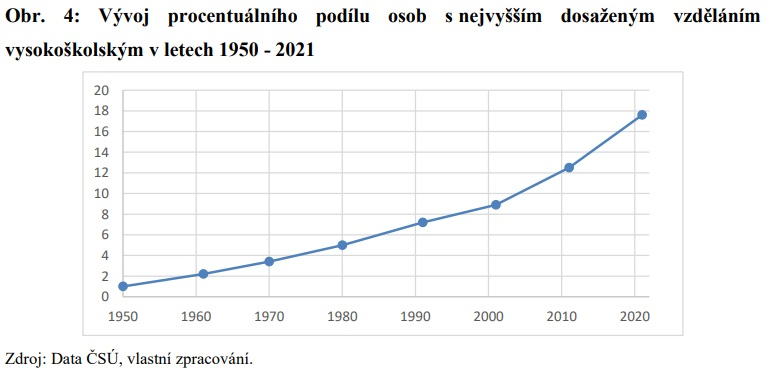 Obr. 4: Vývoj procentuálního podílu osob s nejvyšším dosaženým vzděláním
vysokoškolským v letech 1950 - 2021
20
18
16
14
12
10
8
6
4
2
0
1950 1960 1970 1980 1990 2000 2010 2020
Zdroj: Data ČSÚ, vlastní zpracování.